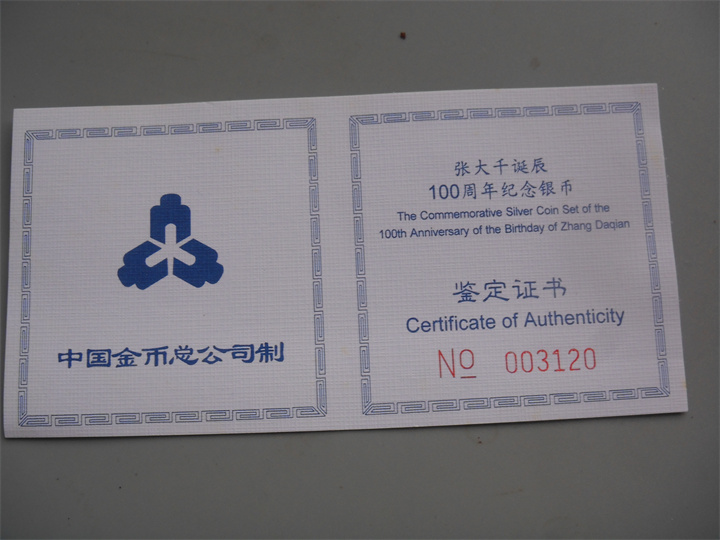 中国金币总公司制
张大千诞辰
100周年纪念银币
The Commemorative Silver Coin Set of the
100th Anniversary of the Birthday of Zhang Daqian
鉴定证书
Certificate of Authenticity
No 003120